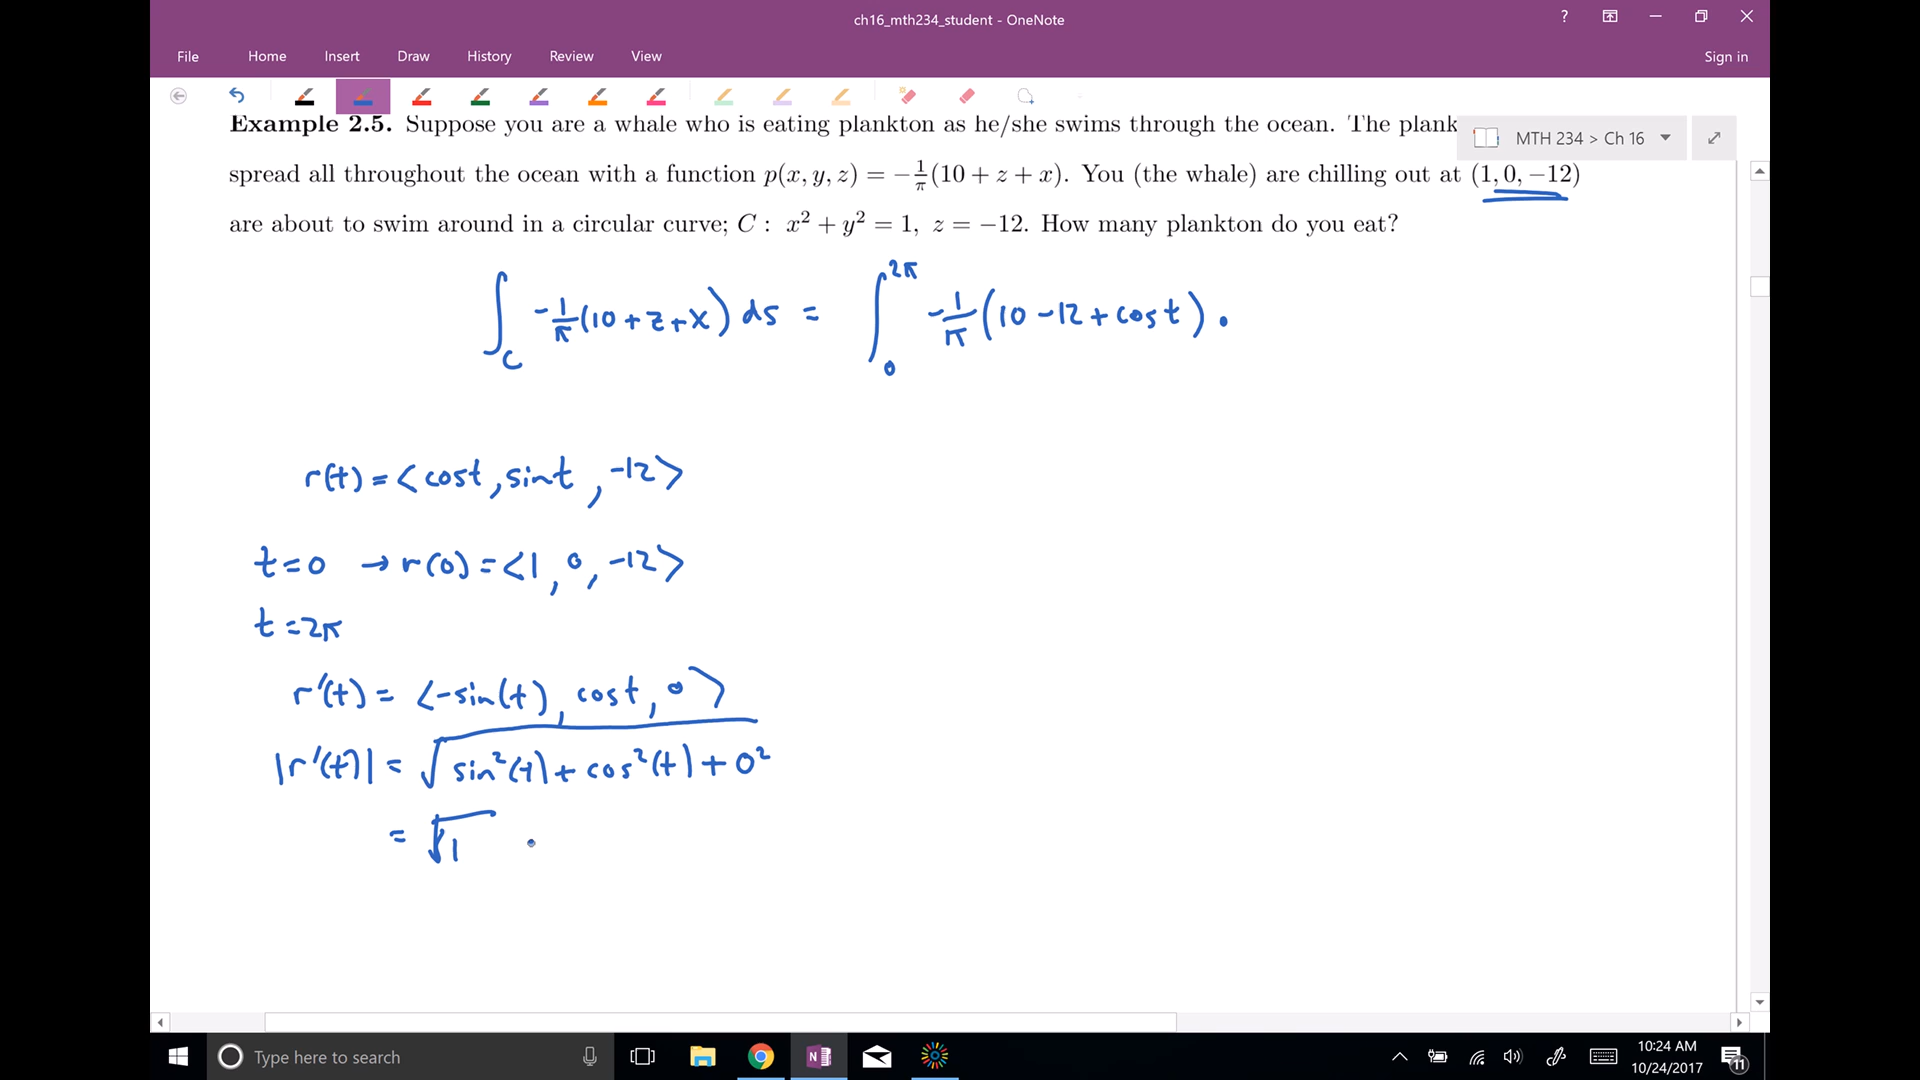 ch16_mth234_student - OneNote
?
File Home Insert Draw History Review View Sign in
Example 2.5. Suppose you are a whale who is eating plankton as he/she swims through the ocean. The plank
MTH 234 > Ch 16
spread all throughout the ocean with a function p(x, y, z) = −1/π(10 + z + x). You (the whale) are chilling out at (1, 0, −12)
are about to swim around in a circular curve; C : x² + y² = 1, z = −12. How many plankton do you eat?
∫_C -1/π(10+z+x) ds = ∫_0^2π -1/π(10-12+cos t) ·
r(t) = <cost, sint, -12>
t=0 → r(0) = <1, 0, -12>
t=2π
r'(t) = <-sin(t), cost, 0>
|r'(t)| = √(sin²(t)+cos²(t)+0²)
= √1
Type here to search
10:24 AM
10/24/2017
11